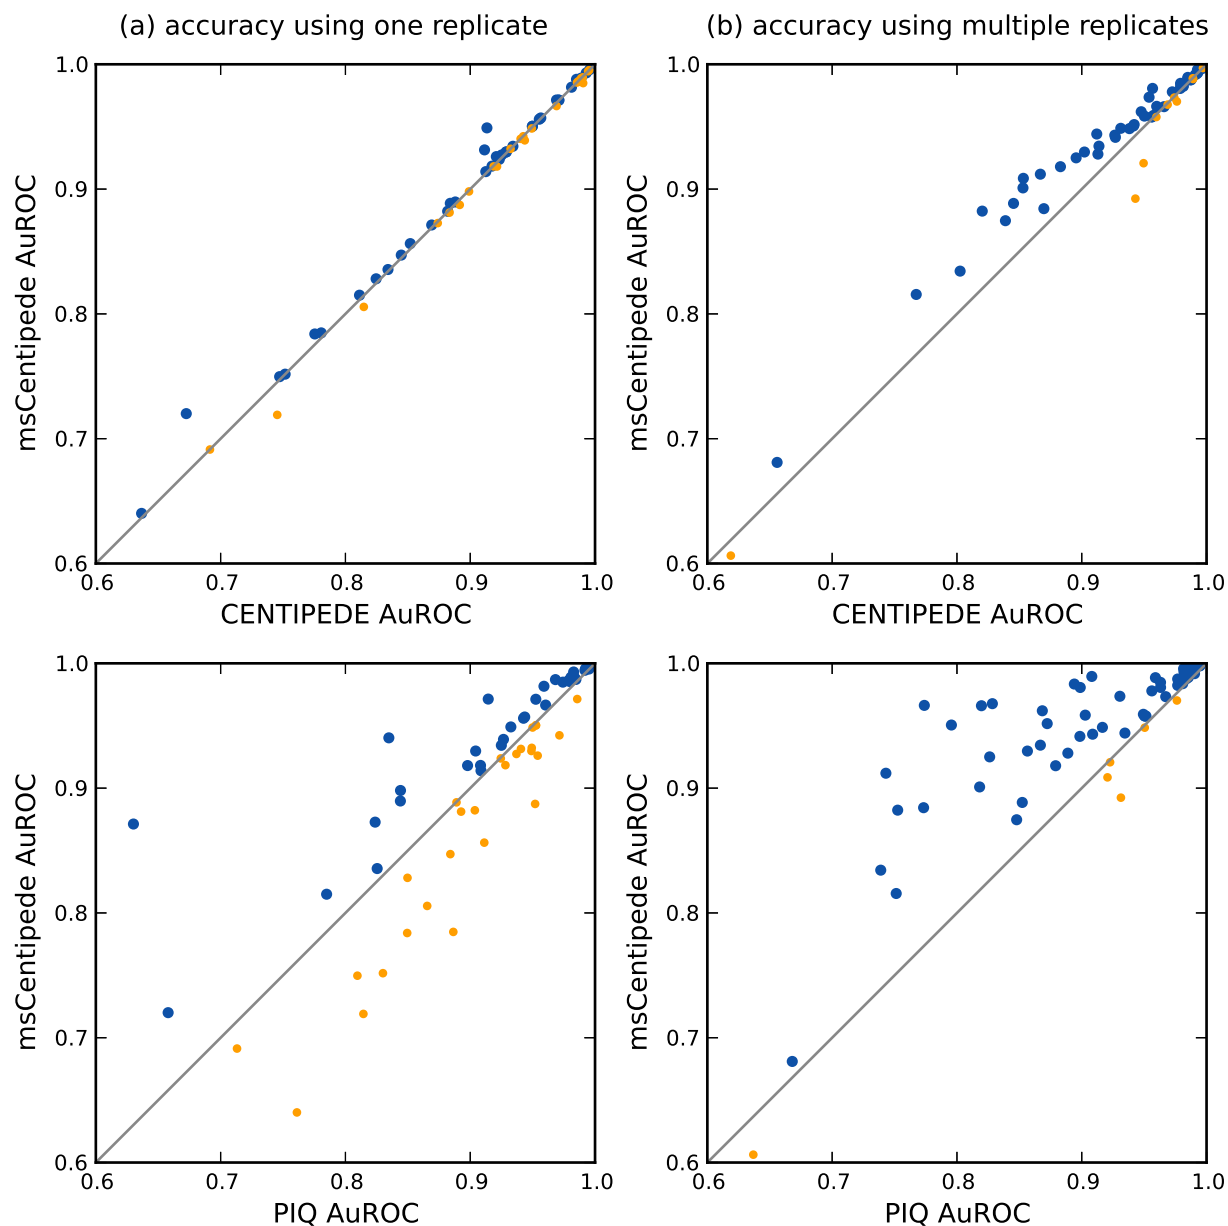 (a) accuracy using one replicate
(b) accuracy using multiple replicates
1.0
0.9
0.8
0.7
0.6
msCentipede AuROC
0.6 0.7 0.8 0.9 1.0
CENTIPEDE AuROC
1.0
0.9
0.8
0.7
0.6
msCentipede AuROC
0.6 0.7 0.8 0.9 1.0
CENTIPEDE AuROC
1.0
0.9
0.8
0.7
0.6
msCentipede AuROC
0.6 0.7 0.8 0.9 1.0
PIQ AuROC
1.0
0.9
0.8
0.7
0.6
msCentipede AuROC
0.6 0.7 0.8 0.9 1.0
PIQ AuROC